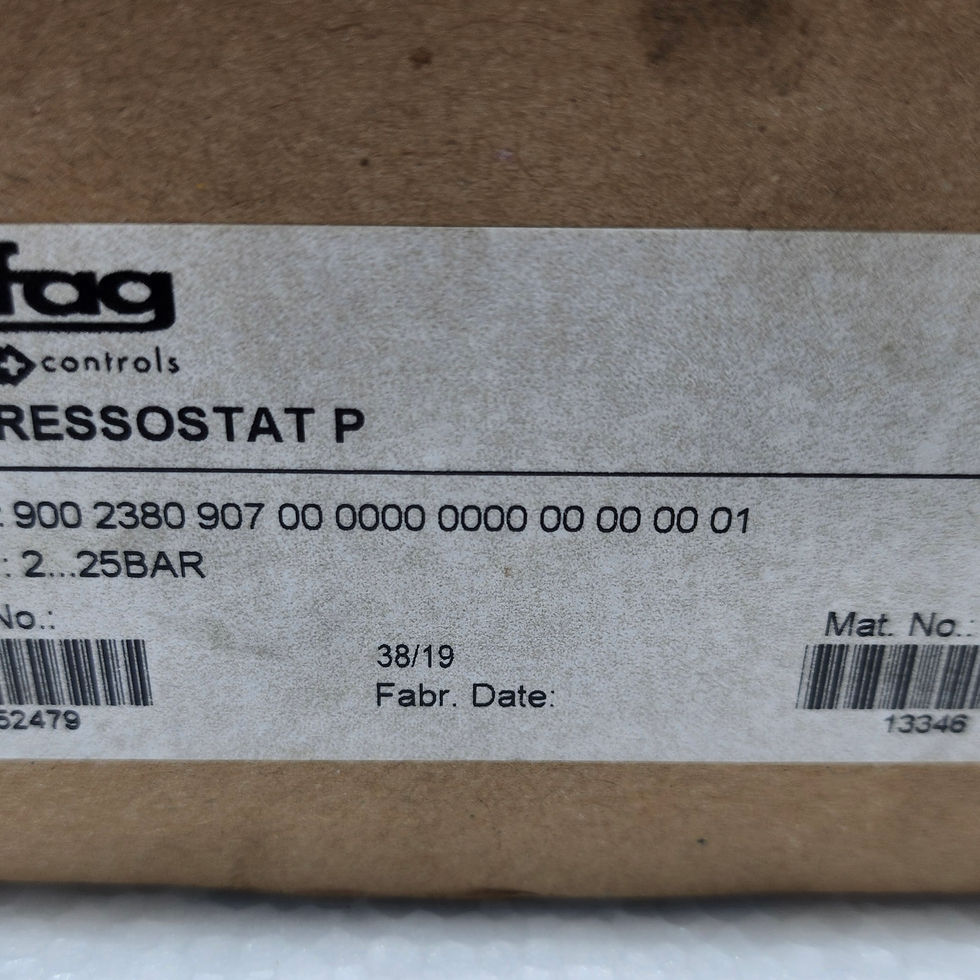 fag
controls
RESSOSTAT P
900 2380 907 00 0000 0000 00 00 00 01
: 2...25BAR
No.:
38/19
Mat. No.:
Fabr. Date:
52479
13346